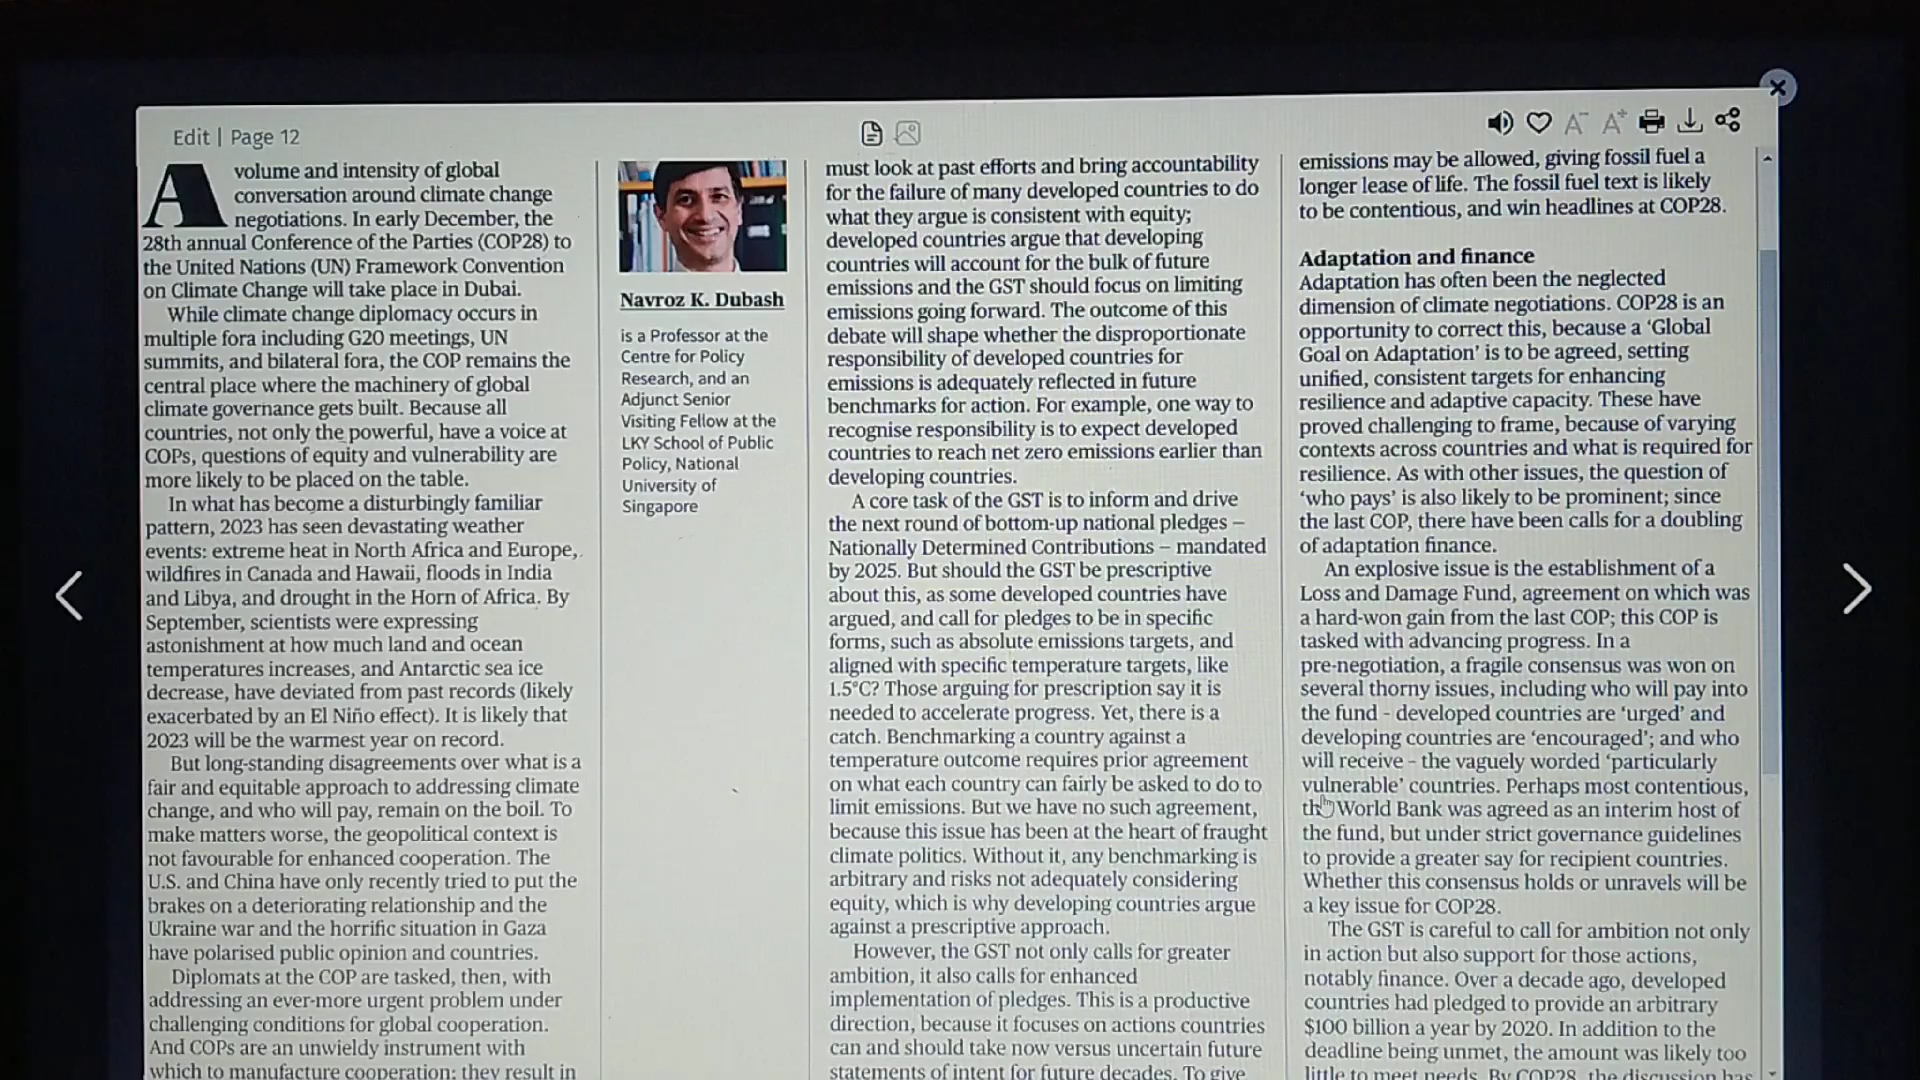 Edit | Page 12
A volume and intensity of global
conversation around climate change
negotiations. In early December, the
28th annual Conference of the Parties (COP28) to
the United Nations (UN) Framework Convention
on Climate Change will take place in Dubai.
While climate change diplomacy occurs in
multiple fora including G20 meetings, UN
summits, and bilateral fora, the COP remains the
central place where the machinery of global
climate governance gets built. Because all
countries, not only the powerful, have a voice at
COPs, questions of equity and vulnerability are
more likely to be placed on the table.
In what has become a disturbingly familiar
pattern, 2023 has seen devastating weather
events: extreme heat in North Africa and Europe,
wildfires in Canada and Hawaii, floods in India
and Libya, and drought in the Horn of Africa. By
September, scientists were expressing
astonishment at how much land and ocean
temperatures increases, and Antarctic sea ice
decrease, have deviated from past records (likely
exacerbated by an El Niño effect). It is likely that
2023 will be the warmest year on record.
But long-standing disagreements over what is a
fair and equitable approach to addressing climate
change, and who will pay, remain on the boil. To
make matters worse, the geopolitical context is
not favourable for enhanced cooperation. The
U.S. and China have only recently tried to put the
brakes on a deteriorating relationship and the
Ukraine war and the horrific situation in Gaza
have polarised public opinion and countries.
Diplomats at the COP are tasked, then, with
addressing an ever-more urgent problem under
challenging conditions for global cooperation.
And COPs are an unwieldy instrument with
which to manufacture cooperation: they result in
Navroz K. Dubash
is a Professor at the
Centre for Policy
Research, and an
Adjunct Senior
Visiting Fellow at the
LKY School of Public
Policy, National
University of
Singapore
must look at past efforts and bring accountability
for the failure of many developed countries to do
what they argue is consistent with equity;
developed countries argue that developing
countries will account for the bulk of future
emissions and the GST should focus on limiting
emissions going forward. The outcome of this
debate will shape whether the disproportionate
responsibility of developed countries for
emissions is adequately reflected in future
benchmarks for action. For example, one way to
recognise responsibility is to expect developed
countries to reach net zero emissions earlier than
developing countries.
A core task of the GST is to inform and drive
the next round of bottom-up national pledges –
Nationally Determined Contributions – mandated
by 2025. But should the GST be prescriptive
about this, as some developed countries have
argued, and call for pledges to be in specific
forms, such as absolute emissions targets, and
aligned with specific temperature targets, like
1.5°C? Those arguing for prescription say it is
needed to accelerate progress. Yet, there is a
catch. Benchmarking a country against a
temperature outcome requires prior agreement
on what each country can fairly be asked to do to
limit emissions. But we have no such agreement,
because this issue has been at the heart of fraught
climate politics. Without it, any benchmarking is
arbitrary and risks not adequately considering
equity, which is why developing countries argue
against a prescriptive approach.
However, the GST not only calls for greater
ambition, it also calls for enhanced
implementation of pledges. This is a productive
direction, because it focuses on actions countries
can and should take now versus uncertain future
statements of intent for future decades. To give
emissions may be allowed, giving fossil fuel a
longer lease of life. The fossil fuel text is likely
to be contentious, and win headlines at COP28.
Adaptation and finance
Adaptation has often been the neglected
dimension of climate negotiations. COP28 is an
opportunity to correct this, because a ‘Global
Goal on Adaptation’ is to be agreed, setting
unified, consistent targets for enhancing
resilience and adaptive capacity. These have
proved challenging to frame, because of varying
contexts across countries and what is required for
resilience. As with other issues, the question of
‘who pays’ is also likely to be prominent; since
the last COP, there have been calls for a doubling
of adaptation finance.
An explosive issue is the establishment of a
Loss and Damage Fund, agreement on which was
a hard-won gain from the last COP; this COP is
tasked with advancing progress. In a
pre-negotiation, a fragile consensus was won on
several thorny issues, including who will pay into
the fund - developed countries are ‘urged’ and
developing countries are ‘encouraged’; and who
will receive - the vaguely worded ‘particularly
vulnerable’ countries. Perhaps most contentious,
the World Bank was agreed as an interim host of
the fund, but under strict governance guidelines
to provide a greater say for recipient countries.
Whether this consensus holds or unravels will be
a key issue for COP28.
The GST is careful to call for ambition not only
in action but also support for those actions,
notably finance. Over a decade ago, developed
countries had pledged to provide an arbitrary
$100 billion a year by 2020. In addition to the
deadline being unmet, the amount was likely too
little to meet needs. By COP28, the discussion has